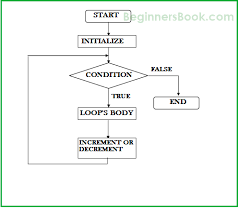 BeginnersBook.com
START
INITIALIZE
CONDITION
FALSE
TRUE
END
LOOP'S BODY
INCREMENT OR
DECREMENT